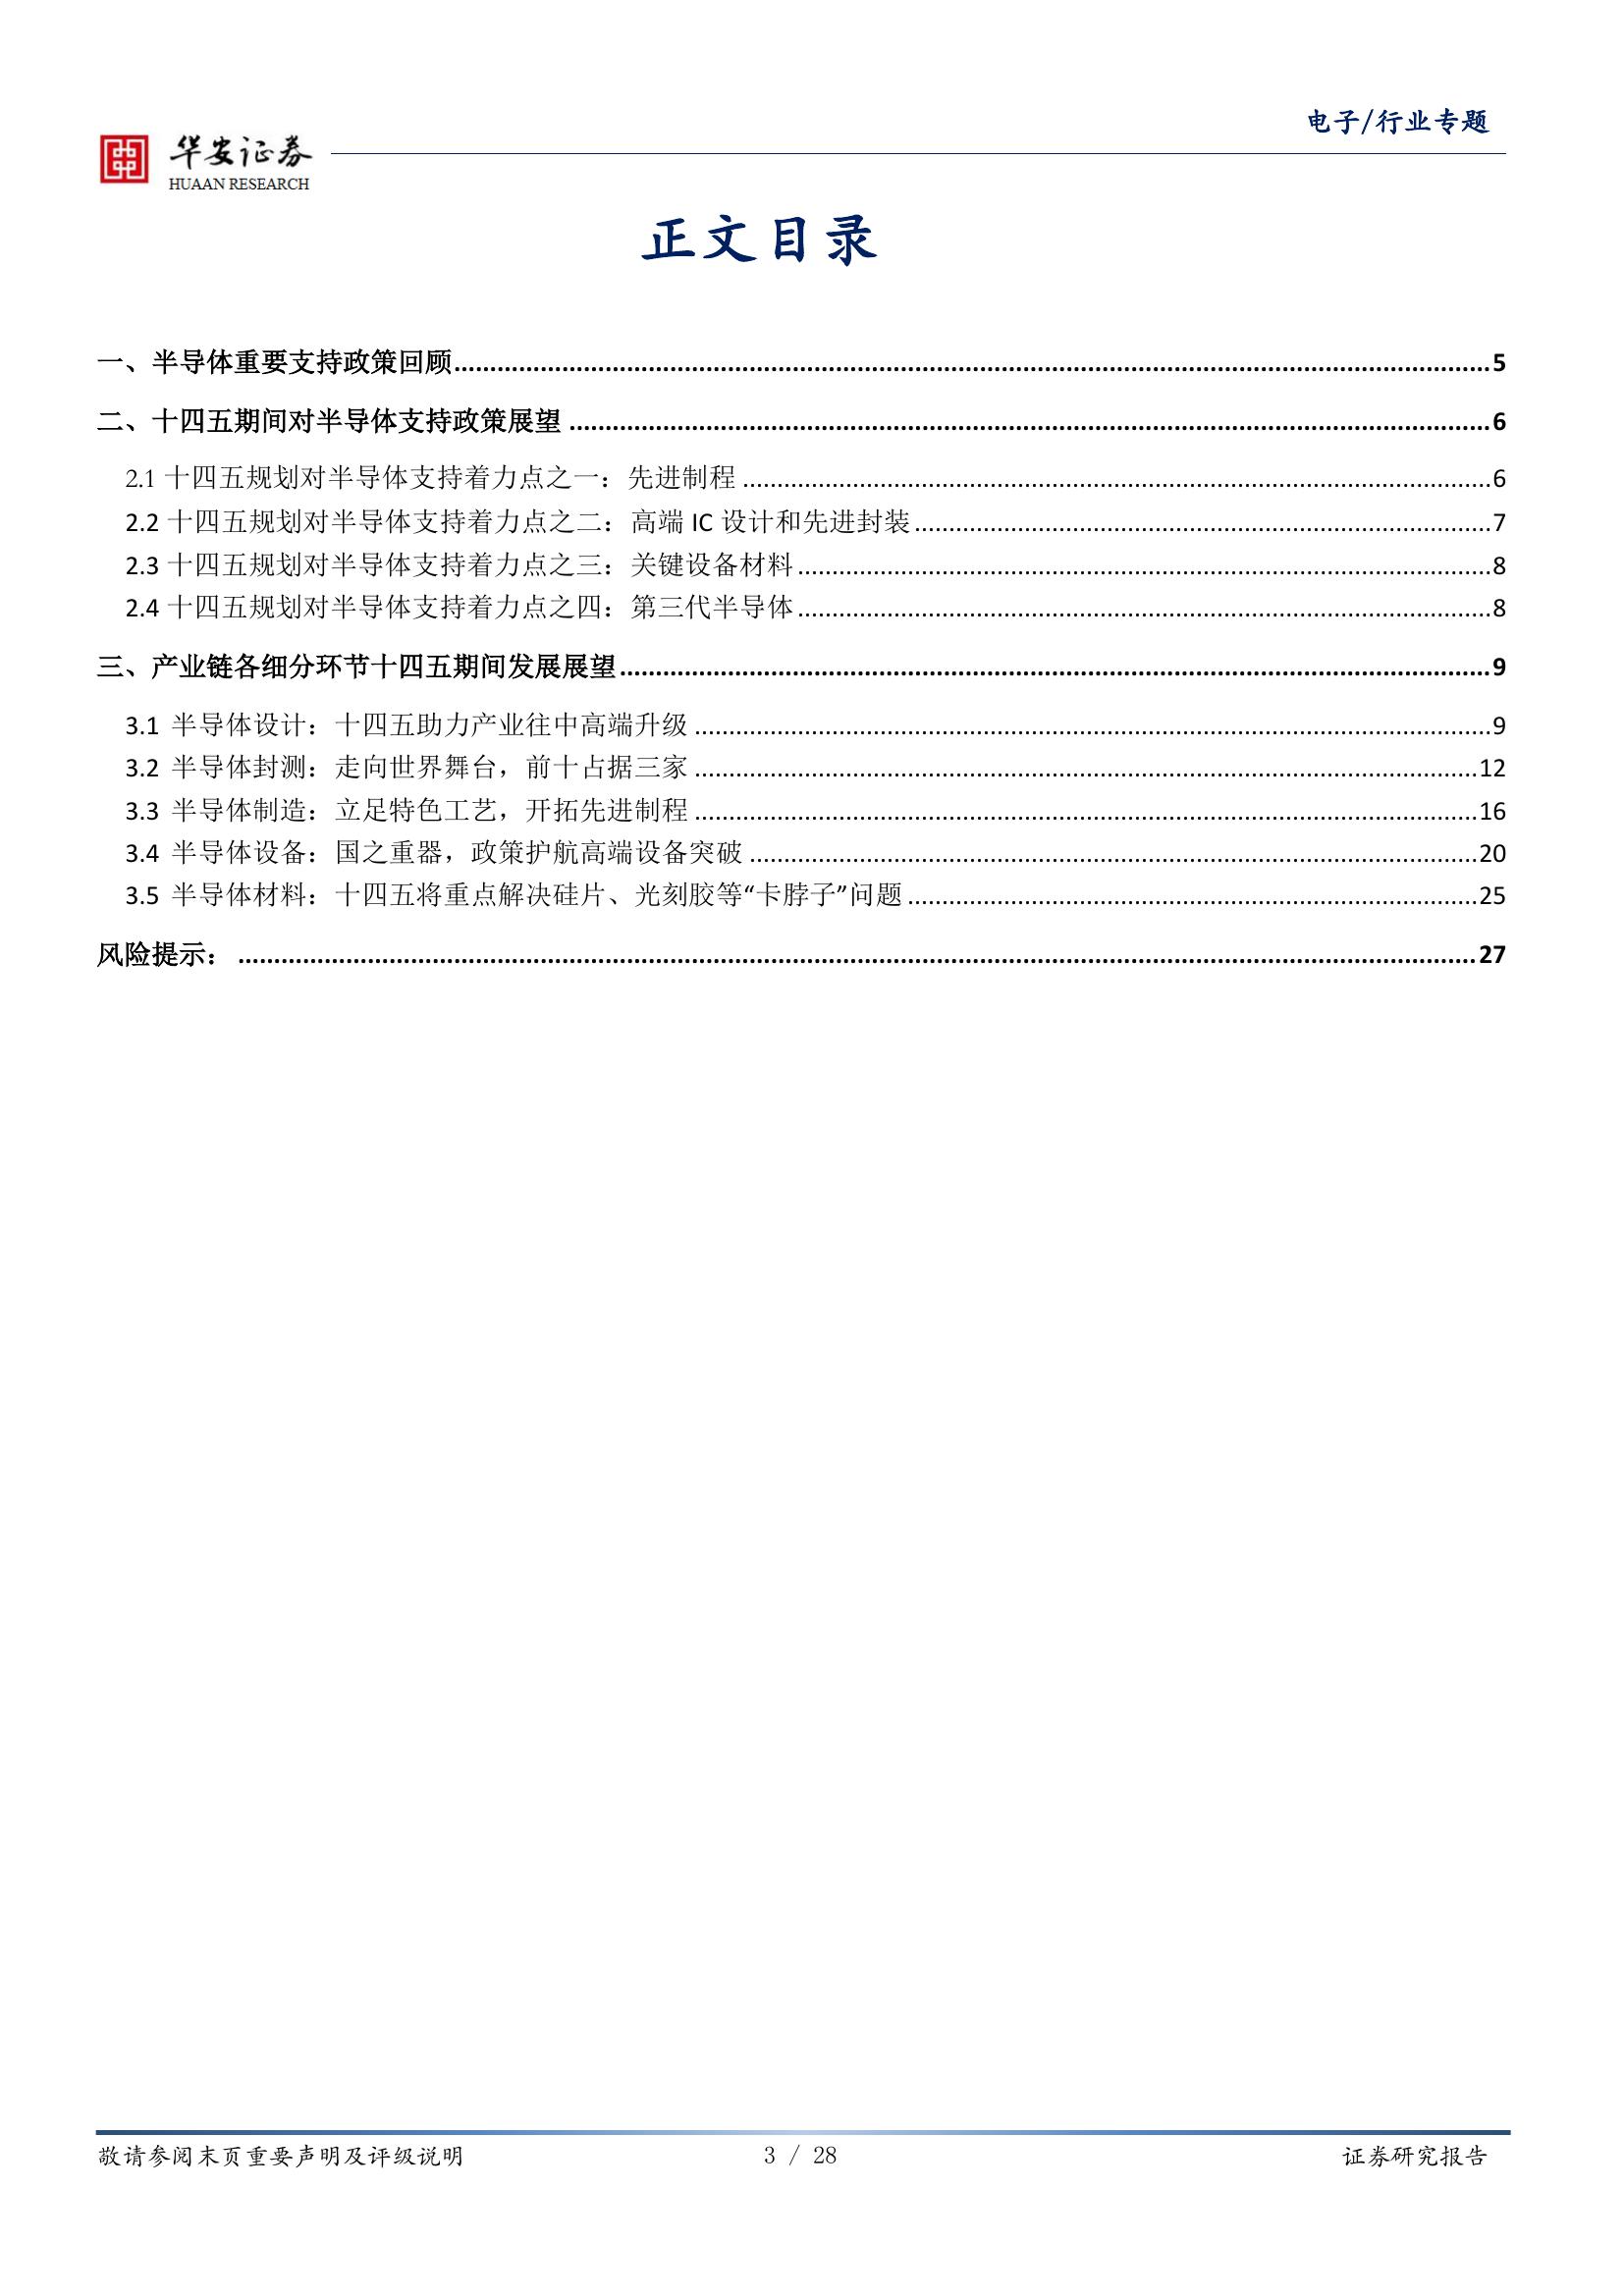 电子/行业专题
华安证券
HUAAN RESEARCH
正文目录
一、半导体重要支持政策回顾........................................5
二、十四五期间对半导体支持政策展望........................................6
2.1 十四五规划对半导体支持着力点之一：先进制程........................................6
2.2 十四五规划对半导体支持着力点之二：高端 IC 设计和先进封装........................................7
2.3 十四五规划对半导体支持着力点之三：关键设备材料........................................8
2.4 十四五规划对半导体支持着力点之四：第三代半导体........................................8
三、产业链各细分环节十四五期间发展展望........................................9
3.1 半导体设计：十四五助力产业往中高端升级........................................9
3.2 半导体封测：走向世界舞台，前十占据三家........................................12
3.3 半导体制造：立足特色工艺，开拓先进制程........................................16
3.4 半导体设备：国之重器，政策护航高端设备突破........................................20
3.5 半导体材料：十四五将重点解决硅片、光刻胶等“卡脖子”问题........................................25
风险提示：........................................27
敬请参阅末页重要声明及评级说明 3 / 28 证券研究报告